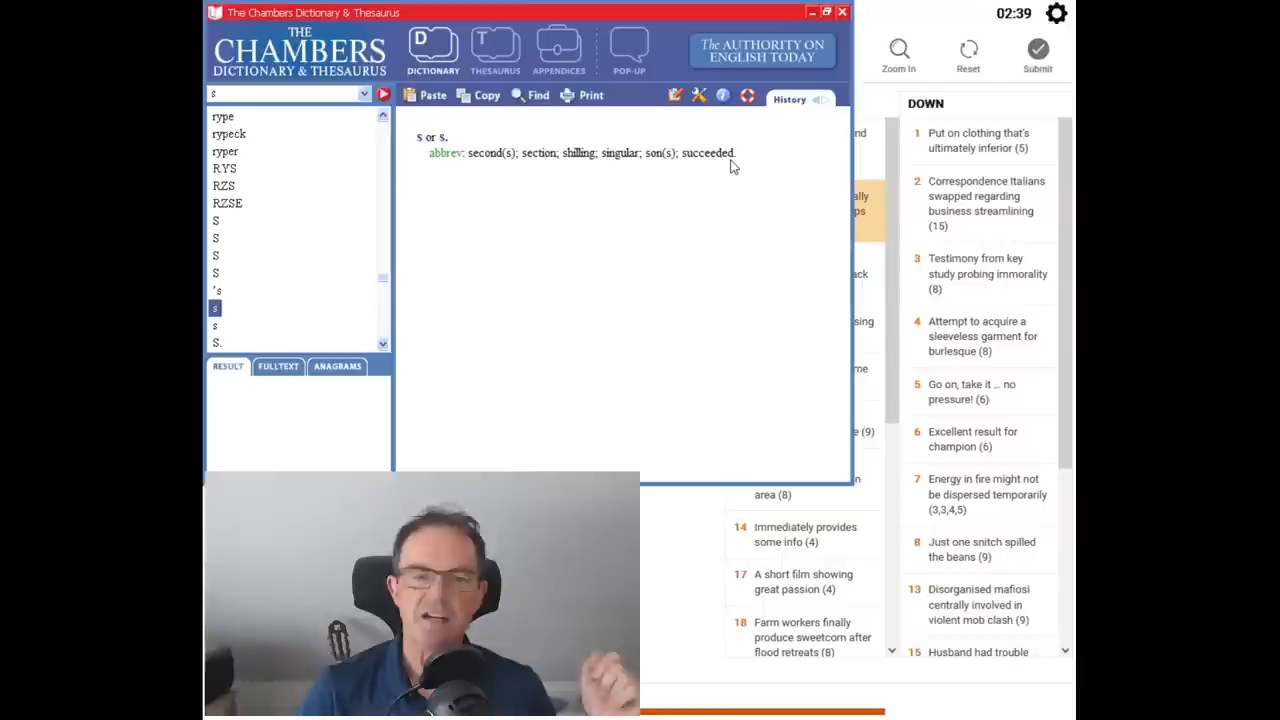 The Chambers Dictionary & Thesaurus
THE
CHAMBERS
DICTIONARY & THESAURUS
D
DICTIONARY
T
THESAURUS
APPENDICES
POP-UP
The AUTHORITY ON
ENGLISH TODAY
s
Paste
Copy
Find
Print
History
rype
rypeck
ryper
RYS
RZS
RZSE
S
S
S
S
's
s
s
S.
RESULT
FULLTEXT
ANAGRAMS
s or s.
abbrev: second(s); section; shilling; singular; son(s); succeeded.
02:39
Zoom In
Reset
Submit
nd
ally
ps
ack
sing
me
e (9)
n
area (8)
14 Immediately provides
some info (4)
17 A short film showing
great passion (4)
18 Farm workers finally
produce sweetcorn after
flood retreats (8)
DOWN
1 Put on clothing that's
ultimately inferior (5)
2 Correspondence Italians
swapped regarding
business streamlining
(15)
3 Testimony from key
study probing immorality
(8)
4 Attempt to acquire a
sleeveless garment for
burlesque (8)
5 Go on, take it ... no
pressure! (6)
6 Excellent result for
champion (6)
7 Energy in fire might not
be dispersed temporarily
(3,3,4,5)
8 Just one snitch spilled
the beans (9)
13 Disorganised mafiosi
centrally involved in
violent mob clash (9)
15 Husband had trouble